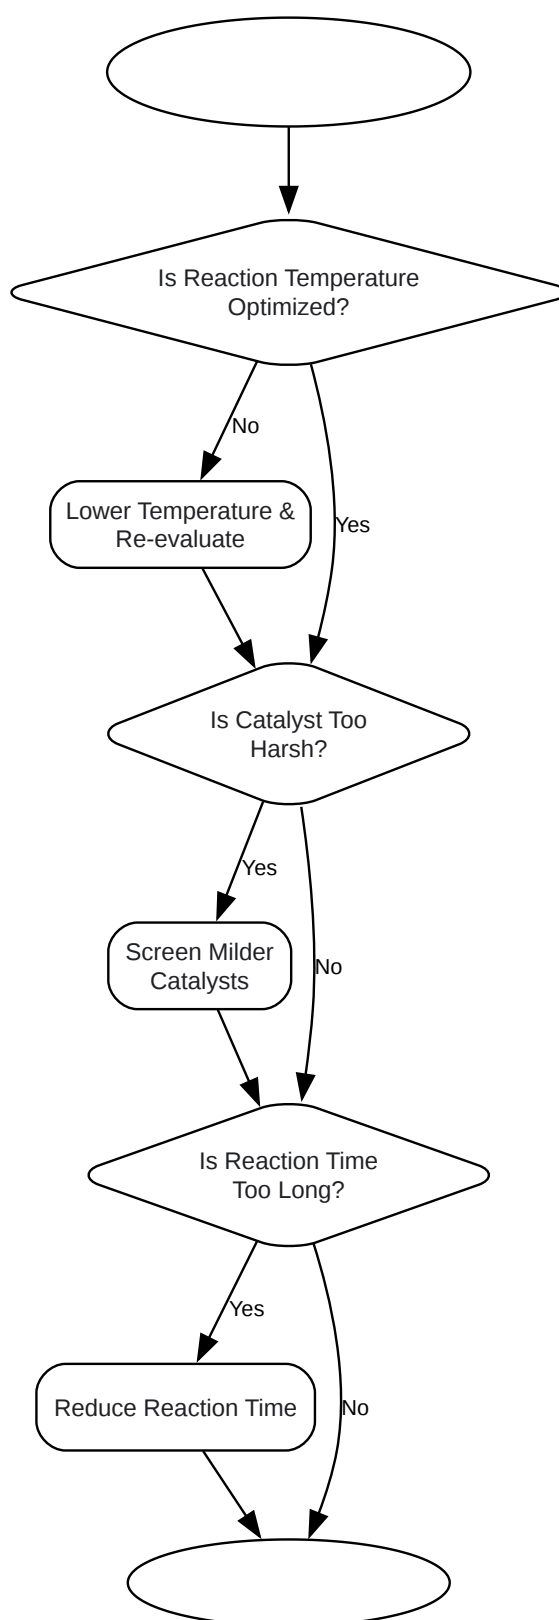 Is Reaction Temperature
Optimized?
No
Lower Temperature &
Re-evaluate
Yes
Is Catalyst Too
Harsh?
Yes
Screen Milder
Catalysts
No
Is Reaction Time
Too Long?
Yes
Reduce Reaction Time
No